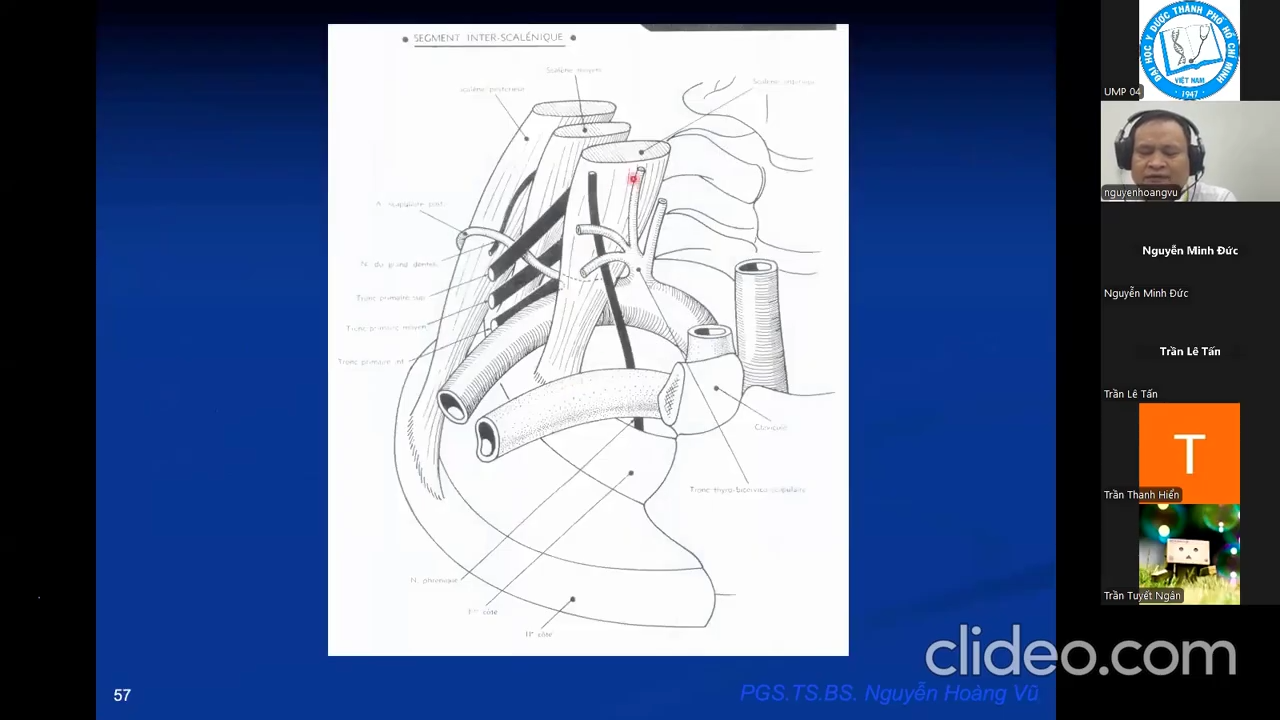 SEGMENT INTER-SCALÉNIQUE
Scalène moyen
Scalène antérieur
Scalène postérieur
A. scapulaire post.
N. du grand dentelé
Tronc primaire sup.
Tronc primaire moyen
Tronc primaire inf.
Clavicule
Tronc thyro-bicervico-scapulaire
N. phrénique
1ère côte
IIe côte
57
PGS.TS.BS. Nguyễn Hoàng Vũ
ĐẠI HỌC Y DƯỢC THÀNH PHỐ HỒ CHÍ MINH
VIỆT NAM
1947
UMP 04
nguyenhoangvu
Nguyễn Minh Đức
Nguyễn Minh Đức
Trần Lê Tấn
Trần Lê Tấn
T
Trần Thanh Hiển
Trần Tuyết Ngân
clideo.com